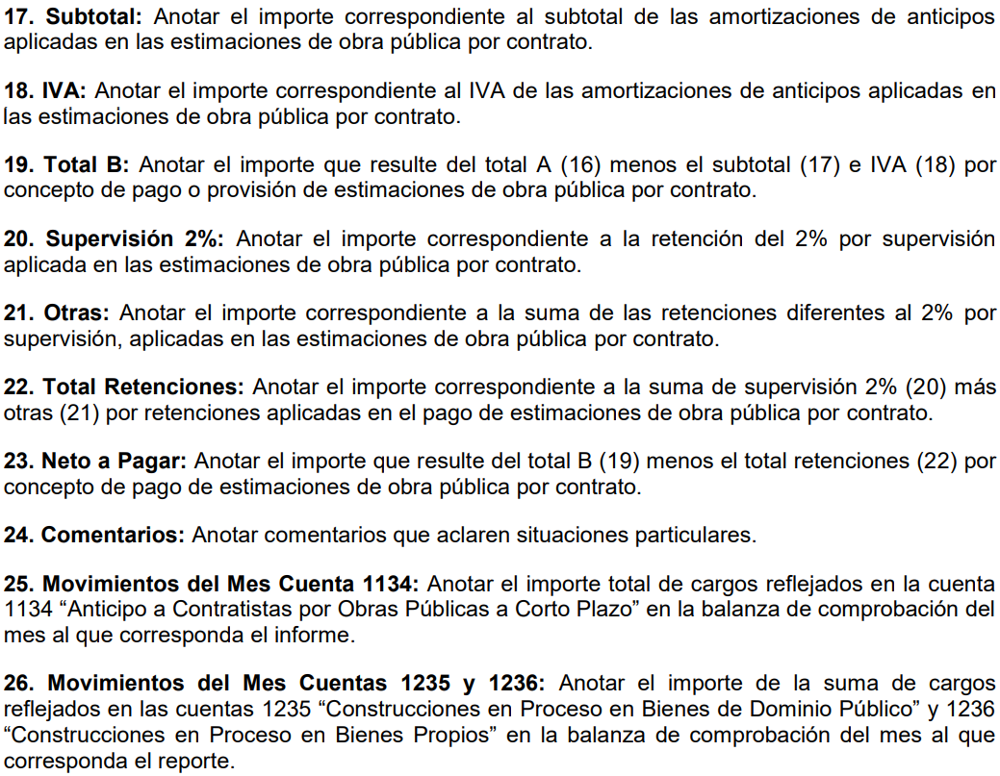 17. Subtotal: Anotar el importe correspondiente al subtotal de las amortizaciones de anticipos
aplicadas en las estimaciones de obra pública por contrato.
18. IVA: Anotar el importe correspondiente al IVA de las amortizaciones de anticipos aplicadas en
las estimaciones de obra pública por contrato.
19. Total B: Anotar el importe que resulte del total A (16) menos el subtotal (17) e IVA (18) por
concepto de pago o provisión de estimaciones de obra pública por contrato.
20. Supervisión 2%: Anotar el importe correspondiente a la retención del 2% por supervisión
aplicada en las estimaciones de obra pública por contrato.
21. Otras: Anotar el importe correspondiente a la suma de las retenciones diferentes al 2% por
supervisión, aplicadas en las estimaciones de obra pública por contrato.
22. Total Retenciones: Anotar el importe correspondiente a la suma de supervisión 2% (20) más
otras (21) por retenciones aplicadas en el pago de estimaciones de obra pública por contrato.
23. Neto a Pagar: Anotar el importe que resulte del total B (19) menos el total retenciones (22) por
concepto de pago de estimaciones de obra pública por contrato.
24. Comentarios: Anotar comentarios que aclaren situaciones particulares.
25. Movimientos del Mes Cuenta 1134: Anotar el importe total de cargos reflejados en la cuenta
1134 “Anticipo a Contratistas por Obras Públicas a Corto Plazo” en la balanza de comprobación del
mes al que corresponda el informe.
26. Movimientos del Mes Cuentas 1235 y 1236: Anotar el importe de la suma de cargos
reflejados en las cuentas 1235 “Construcciones en Proceso en Bienes de Dominio Público” y 1236
“Construcciones en Proceso en Bienes Propios” en la balanza de comprobación del mes al que
corresponda el reporte.